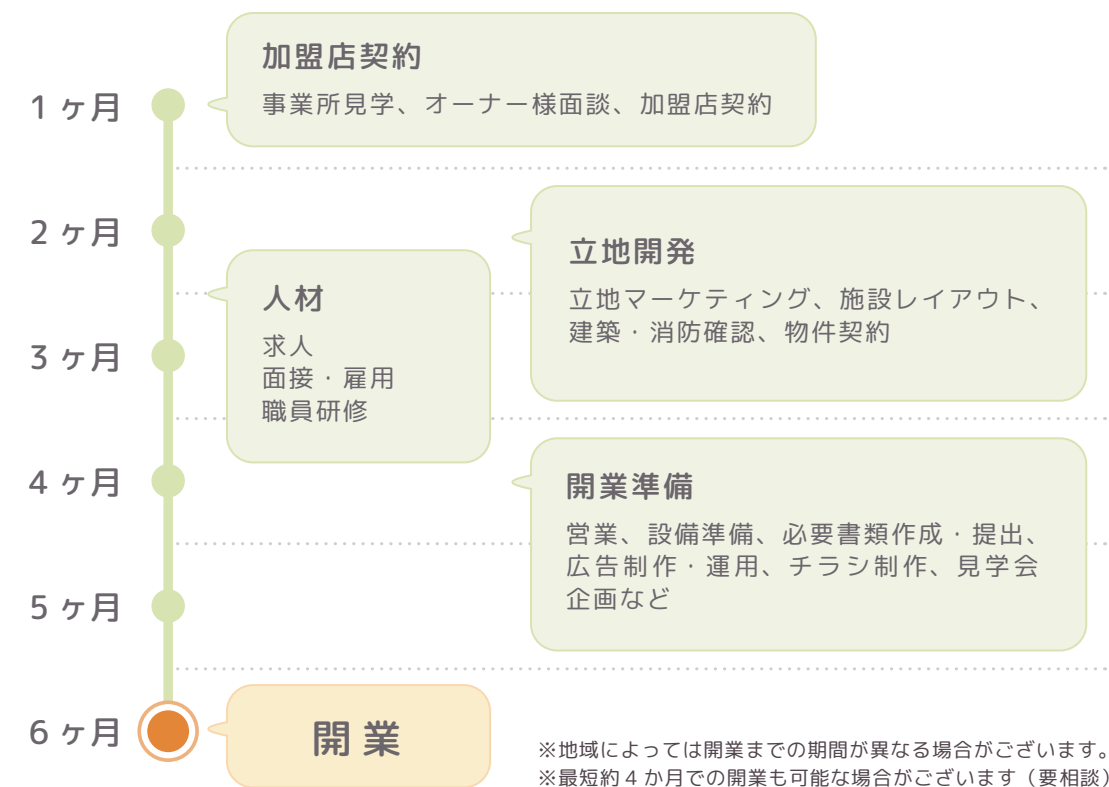 加盟店契約
事業所見学、オーナー様面談、加盟店契約
1ヶ月
2ヶ月
立地開発
立地マーケティング、施設レイアウト、
建築・消防確認、物件契約
人材
求人
面接・雇用
職員研修
3ヶ月
4ヶ月
開業準備
営業、設備準備、必要書類作成・提出、
広告制作・運用、チラシ制作、見学会
企画など
5ヶ月
6ヶ月
開業
※地域によっては開業までの期間が異なる場合がございます。
※最短約4か月での開業も可能な場合がございます（要相談）